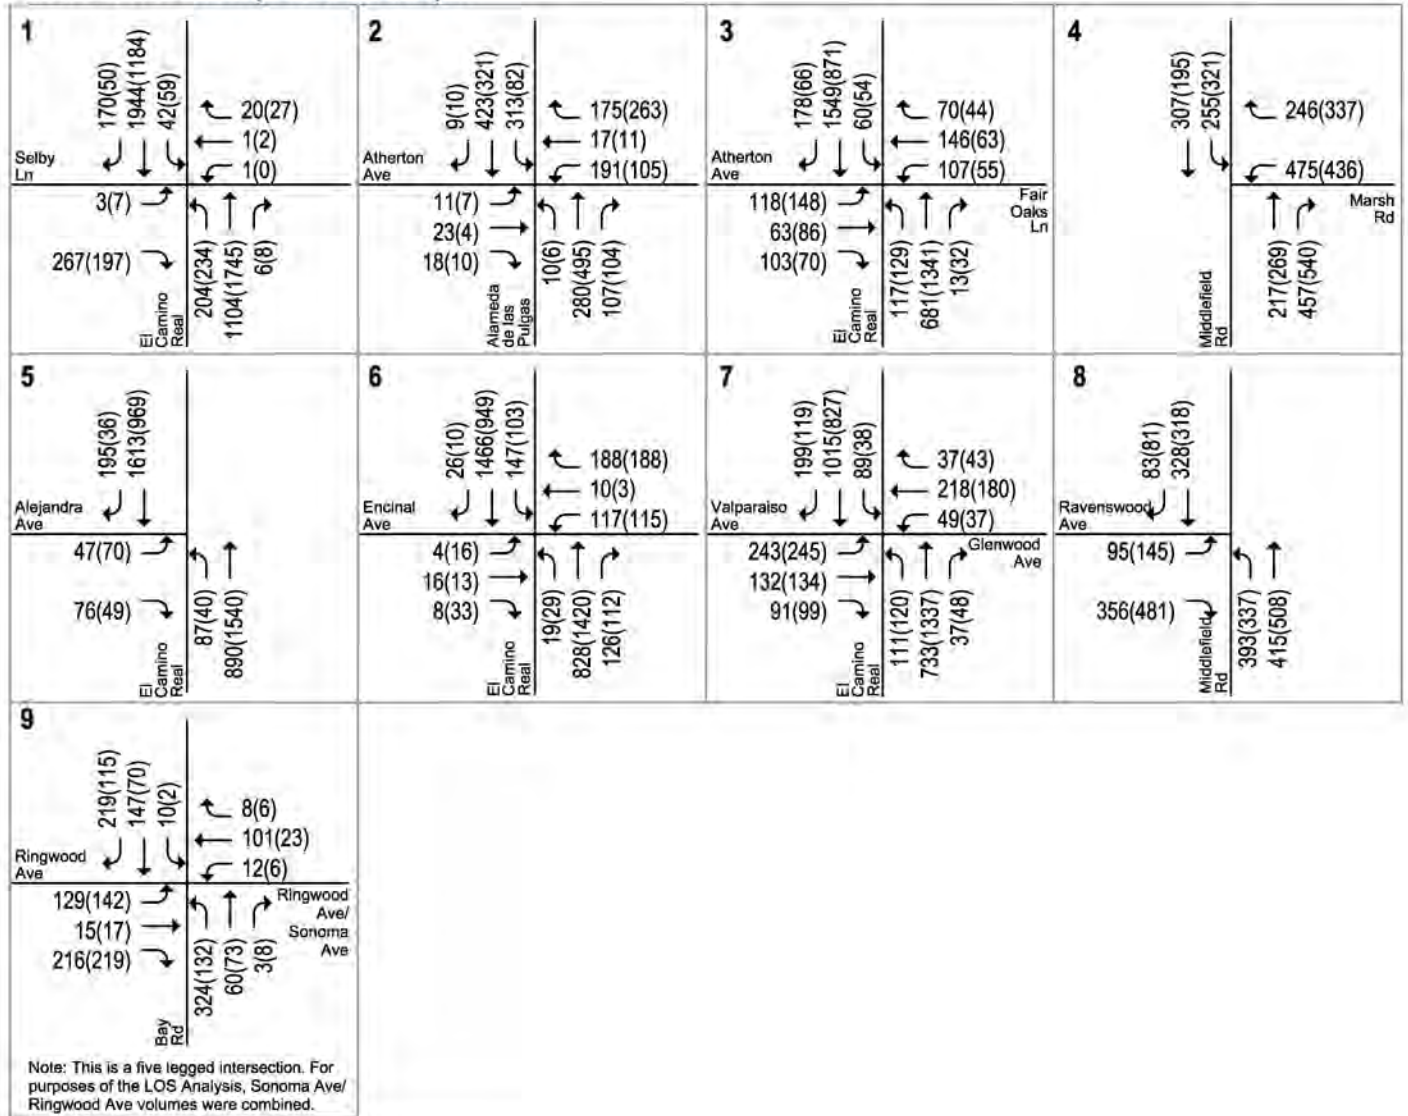 1
170(50)
1944(1184)
42(59)
20(27)
1(2)
1(0)
Selby
Ln
3(7)
267(197)
El
Camino
Real
204(234)
1104(1745)
6(8)
2
9(10)
423(321)
313(82)
175(263)
17(11)
191(105)
Atherton
Ave
11(7)
23(4)
18(10)
Alameda
de las
Pulgas
10(6)
280(495)
107(104)
3
178(66)
1549(871)
60(54)
70(44)
146(63)
107(55)
Atherton
Ave
Fair
Oaks
Ln
118(148)
63(86)
103(70)
El
Camino
Real
117(129)
681(1341)
13(32)
4
307(195)
255(321)
246(337)
475(436)
Marsh
Rd
Middlefield
Rd
217(269)
457(540)
5
195(36)
1613(969)
Alejandra
Ave
47(70)
76(49)
El
Camino
Real
87(40)
890(1540)
6
26(10)
1466(949)
147(103)
188(188)
10(3)
117(115)
Encinal
Ave
4(16)
16(13)
8(33)
El
Camino
Real
19(29)
828(1420)
126(112)
7
199(119)
1015(827)
89(38)
37(43)
218(180)
49(37)
Valparaiso
Ave
Glenwood
Ave
243(245)
132(134)
91(99)
El
Camino
Real
111(120)
733(1337)
37(48)
8
83(81)
328(318)
Ravenswood
Ave
95(145)
356(481)
Middlefield
Rd
393(337)
415(508)
9
219(115)
147(70)
10(2)
8(6)
101(23)
12(6)
Ringwood
Ave
Ringwood
Ave/
Sonoma
Ave
129(142)
15(17)
216(219)
Bay
Rd
324(132)
60(73)
3(8)
Note: This is a five legged intersection. For
purposes of the LOS Analysis, Sonoma Ave/
Ringwood Ave volumes were combined.